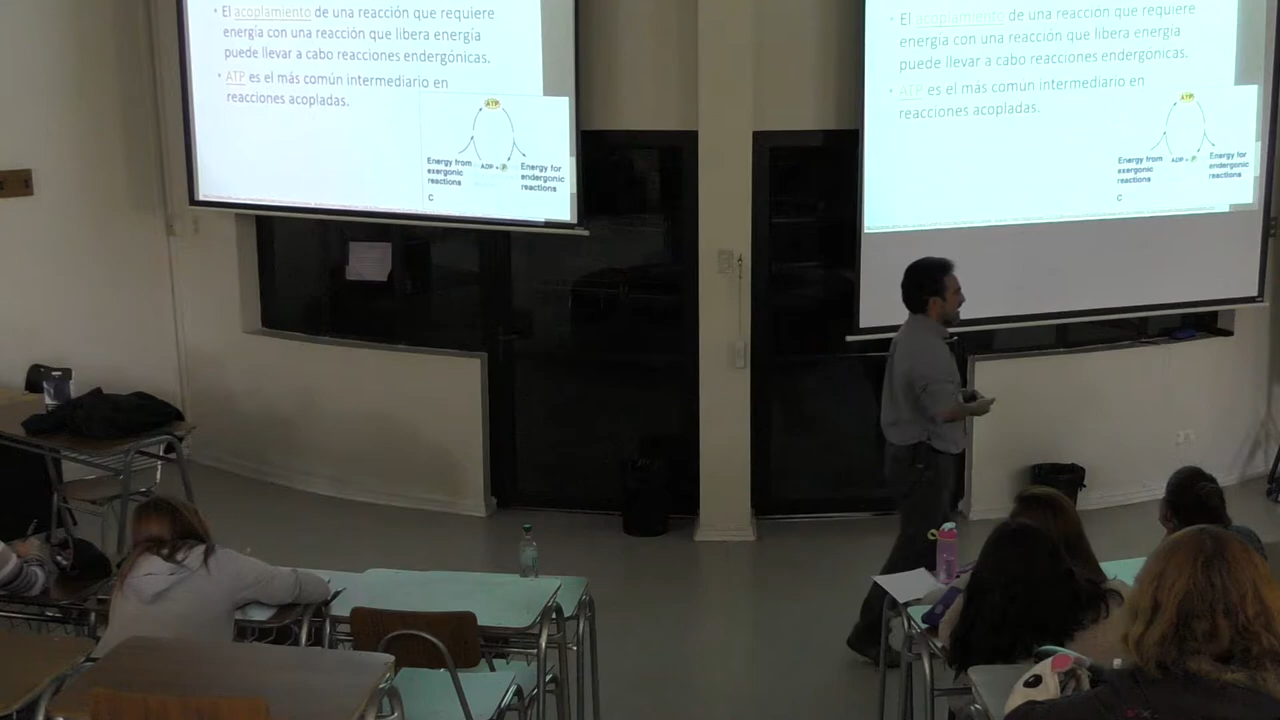 • El acoplamiento de una reacción que requiere
energía con una reacción que libera energía
puede llevar a cabo reacciones endergónicas.
• ATP es el más común intermediario en
reacciones acopladas.
ATP
Energy from
exergonic
reactions
ADP + P
Energy for
endergonic
reactions
C
• El acoplamiento de una reacción que requiere
energía con una reacción que libera energía
puede llevar a cabo reacciones endergónicas.
• ATP es el más común intermediario en
reacciones acopladas.
ATP
Energy from
exergonic
reactions
ADP + P
Energy for
endergonic
reactions
C